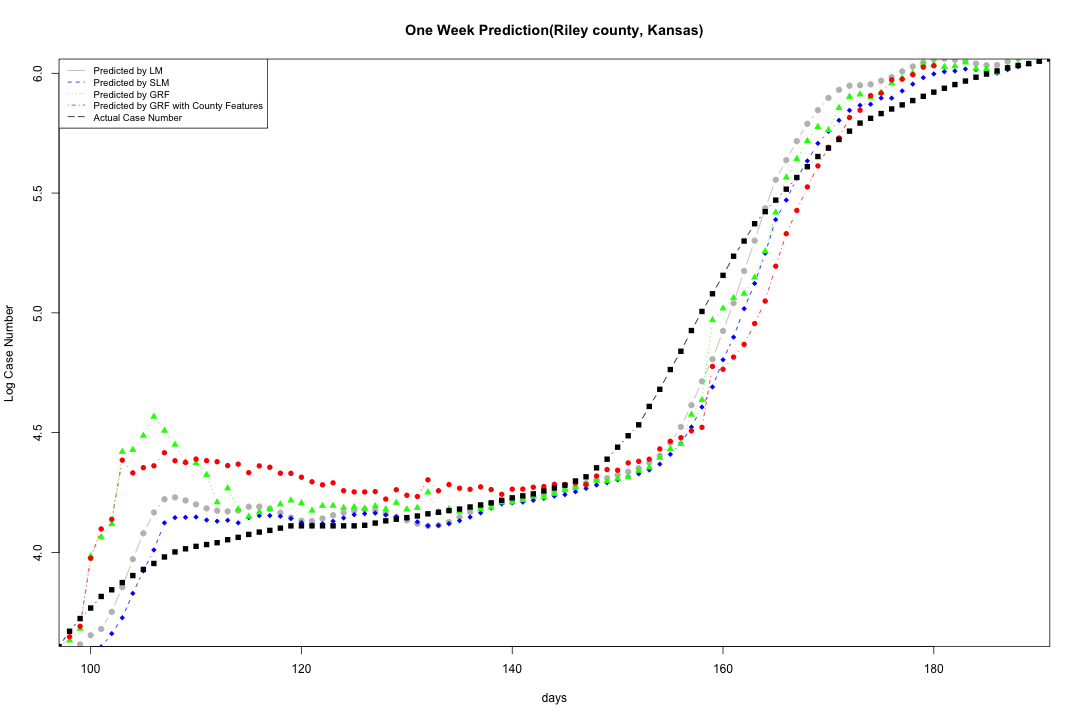 One Week Prediction(Riley county, Kansas)
Predicted by LM
Predicted by SLM
Predicted by GRF
Predicted by GRF with County Features
Actual Case Number
Log Case Number
6.0
5.5
5.0
4.5
4.0
100 120 140 160 180
days